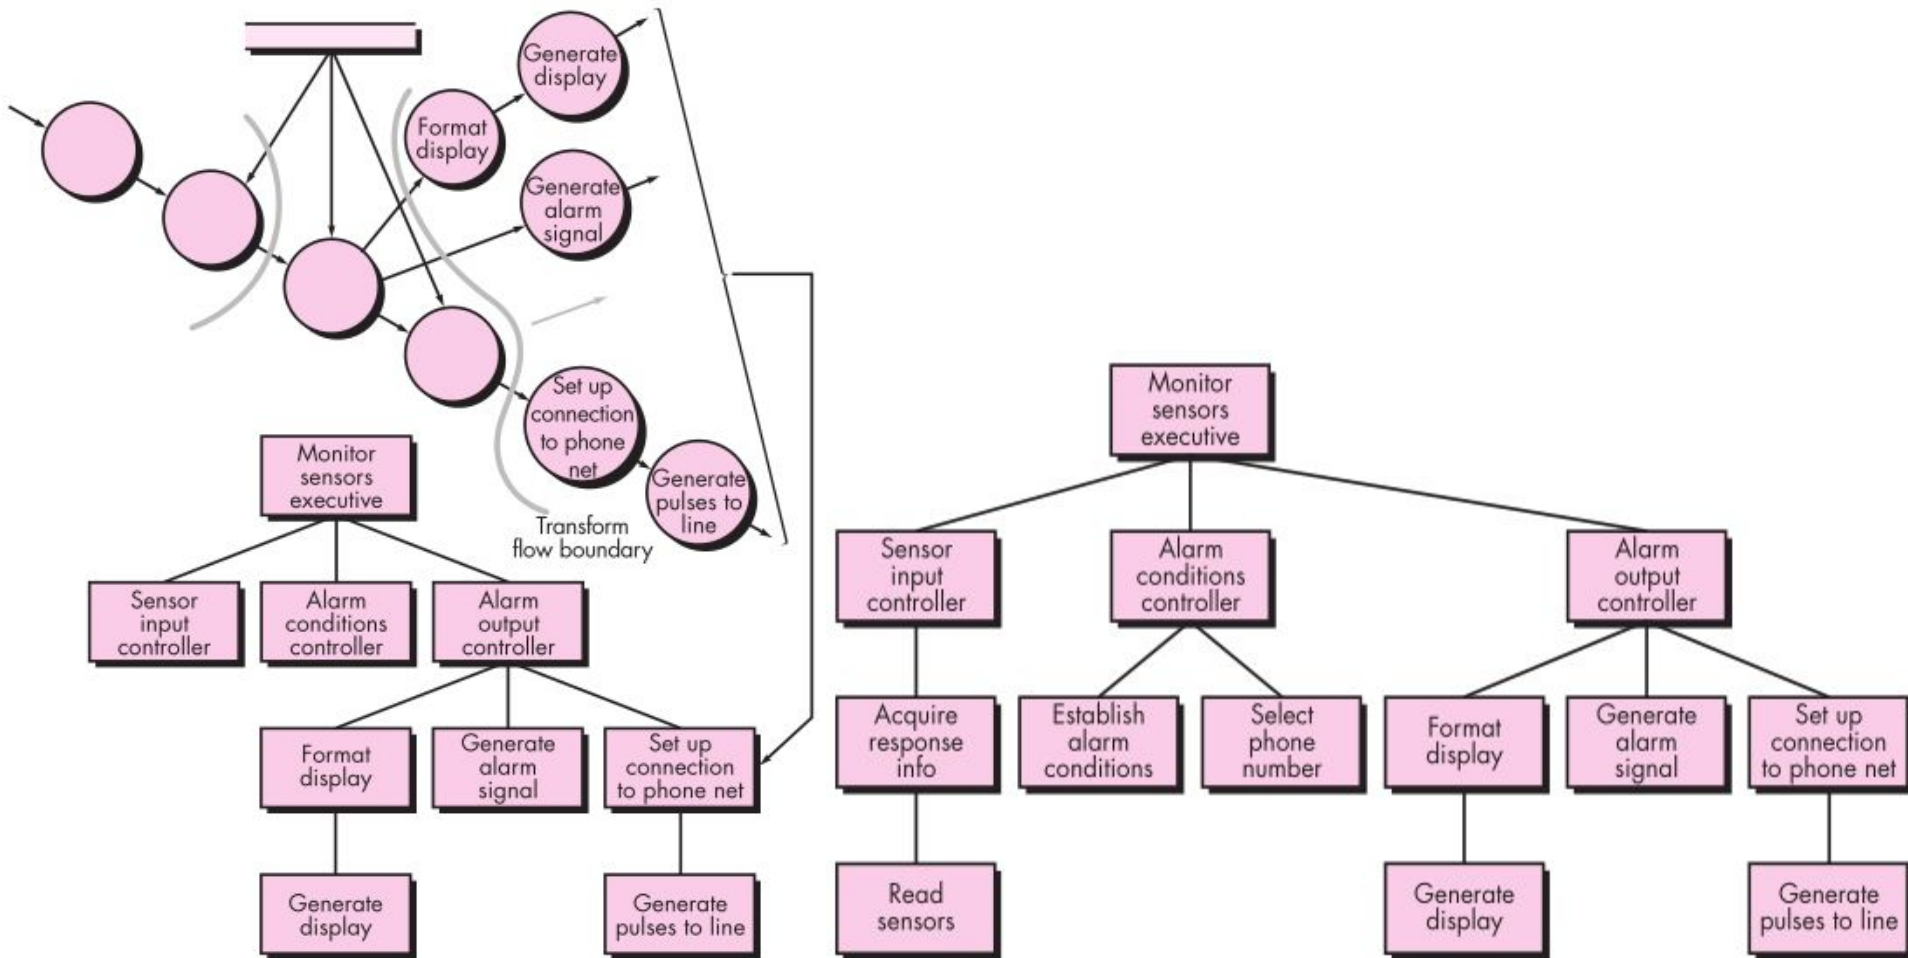 Generate
display
Format
display
Generate
alarm
signal
Set up
connection
to phone
net
Generate
pulses to
line
Transform
flow boundary
Monitor
sensors
executive
Sensor
input
controller
Alarm
conditions
controller
Alarm
output
controller
Format
display
Generate
alarm
signal
Set up
connection
to phone net
Generate
display
Generate
pulses to line
Monitor
sensors
executive
Sensor
input
controller
Alarm
conditions
controller
Alarm
output
controller
Acquire
response
info
Establish
alarm
conditions
Select
phone
number
Format
display
Generate
alarm
signal
Set up
connection
to phone net
Read
sensors
Generate
display
Generate
pulses to line